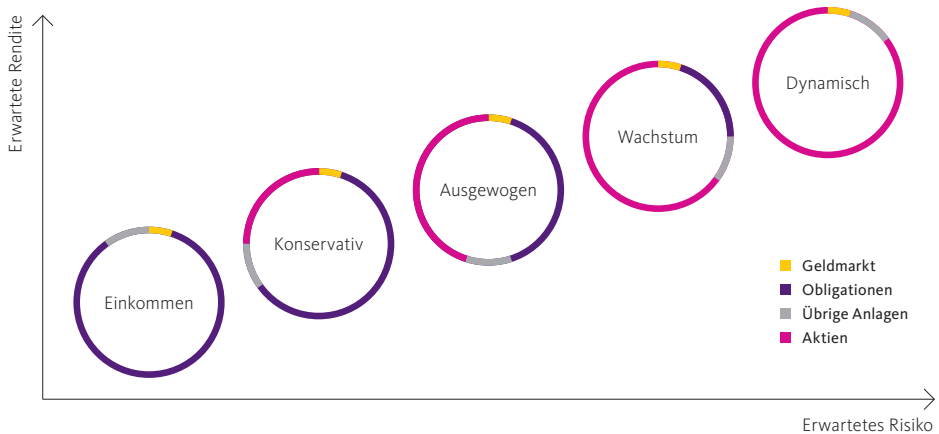 Erwartete Rendite
Dynamisch
Wachstum
Ausgewogen
Konservativ
Einkommen
Geldmarkt
Obligationen
Übrige Anlagen
Aktien
Erwartetes Risiko